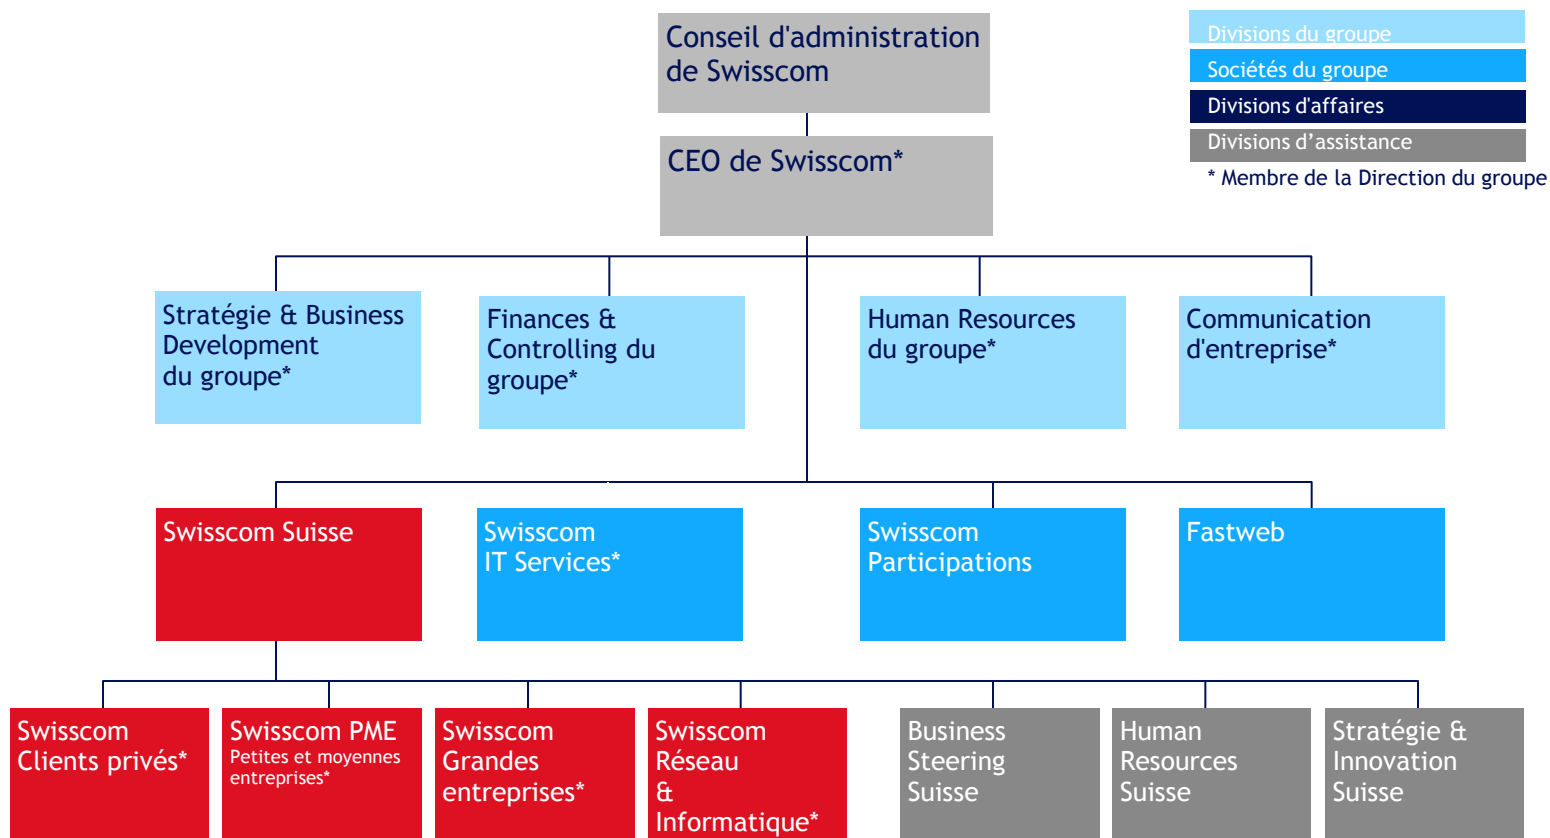 Conseil d'administration
de Swisscom
CEO de Swisscom*
Divisions du groupe
Sociétés du groupe
Divisions d'affaires
Divisions d’assistance
* Membre de la Direction du groupe
Stratégie & Business
Development
du groupe*
Finances &
Controlling du
groupe*
Human Resources
du groupe*
Communication
d'entreprise*
Swisscom Suisse
Swisscom
IT Services*
Swisscom
Participations
Fastweb
Swisscom
Clients privés*
Swisscom PME
Petites et moyennes
entreprises*
Swisscom
Grandes
entreprises*
Swisscom
Réseau
&
Informatique*
Business
Steering
Suisse
Human
Resources
Suisse
Stratégie &
Innovation
Suisse